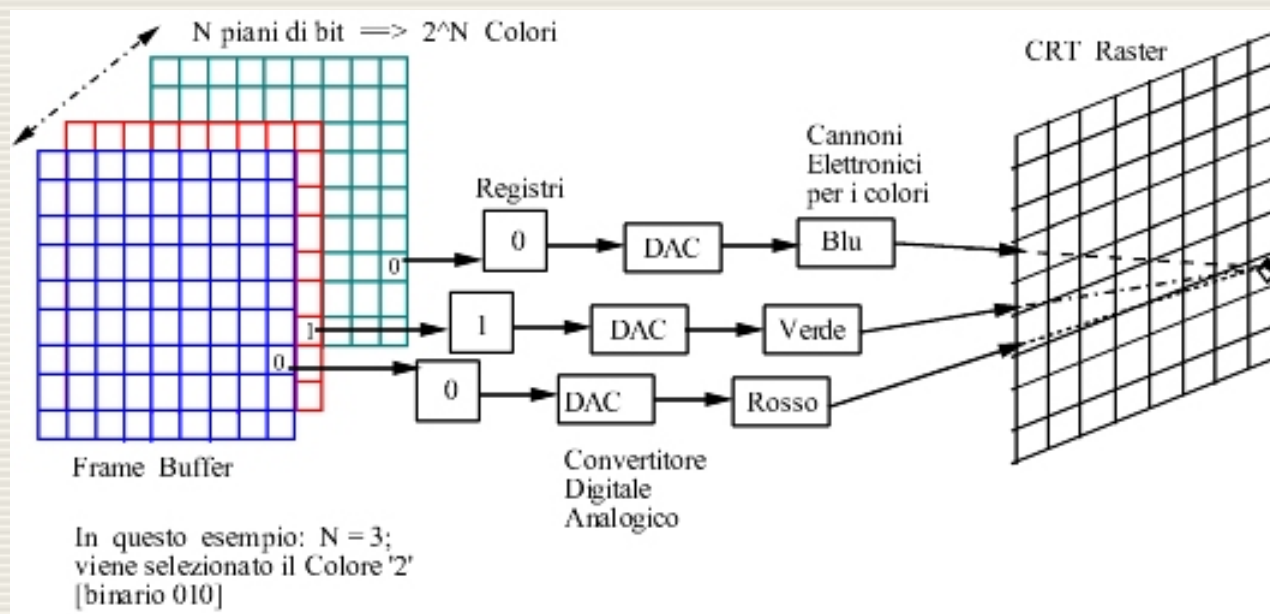 N piani di bit ==> 2^N Colori
CRT Raster
Cannoni
Elettronici
per i colori
Registri
0
0
DAC
Blu
1
1
DAC
Verde
0
0
DAC
Rosso
Frame Buffer
Convertitore
Digitale
Analogico
In questo esempio: N = 3;
viene selezionato il Colore '2'
[binario 010]